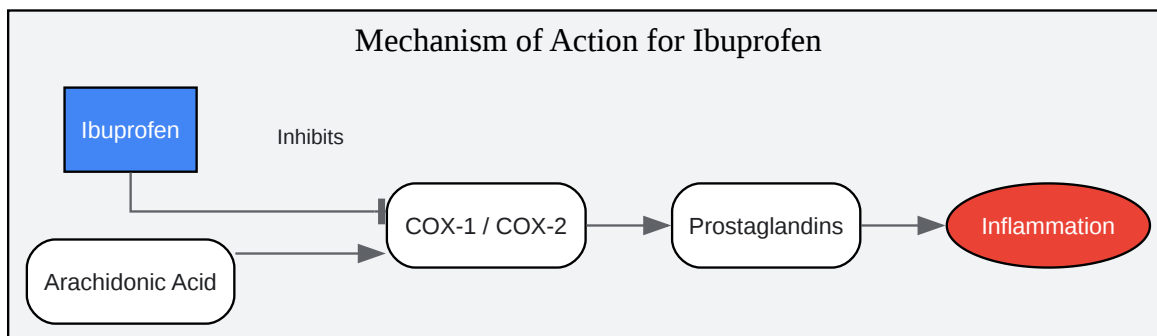 Mechanism of Action for Ibuprofen
Ibuprofen
Inhibits
COX-1 / COX-2
Prostaglandins
Inflammation
Arachidonic Acid